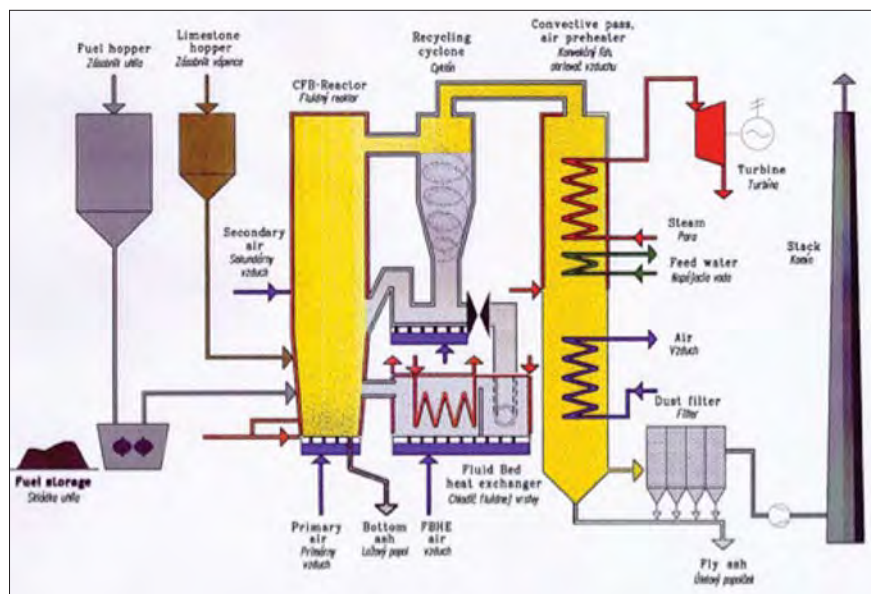 Fuel hopper
Zásobník uhlia
Limestone
hopper
Zásobník vápenca
CFB-Reactor
Fluidný reaktor
Recycling
cyclone
Cyklón
Convective pass,
air preheater
Konvekčný ťah,
ohrievač vzduchu
Turbine
Turbína
Secondary
air
Sekundárny
vzduch
Steam
Para
Feed water
Napájacia voda
Stack
Komín
Air
Vzduch
Dust filter
Filter
Fuel storage
Skládka uhlia
Fluid Bed
heat exchanger
Chladič fluidnej vrstvy
Primary
air
Primárny
vzduch
Bottom
ash
Ložový popol
FBHE
air
vzduch
Fly ash
Úletový popolček